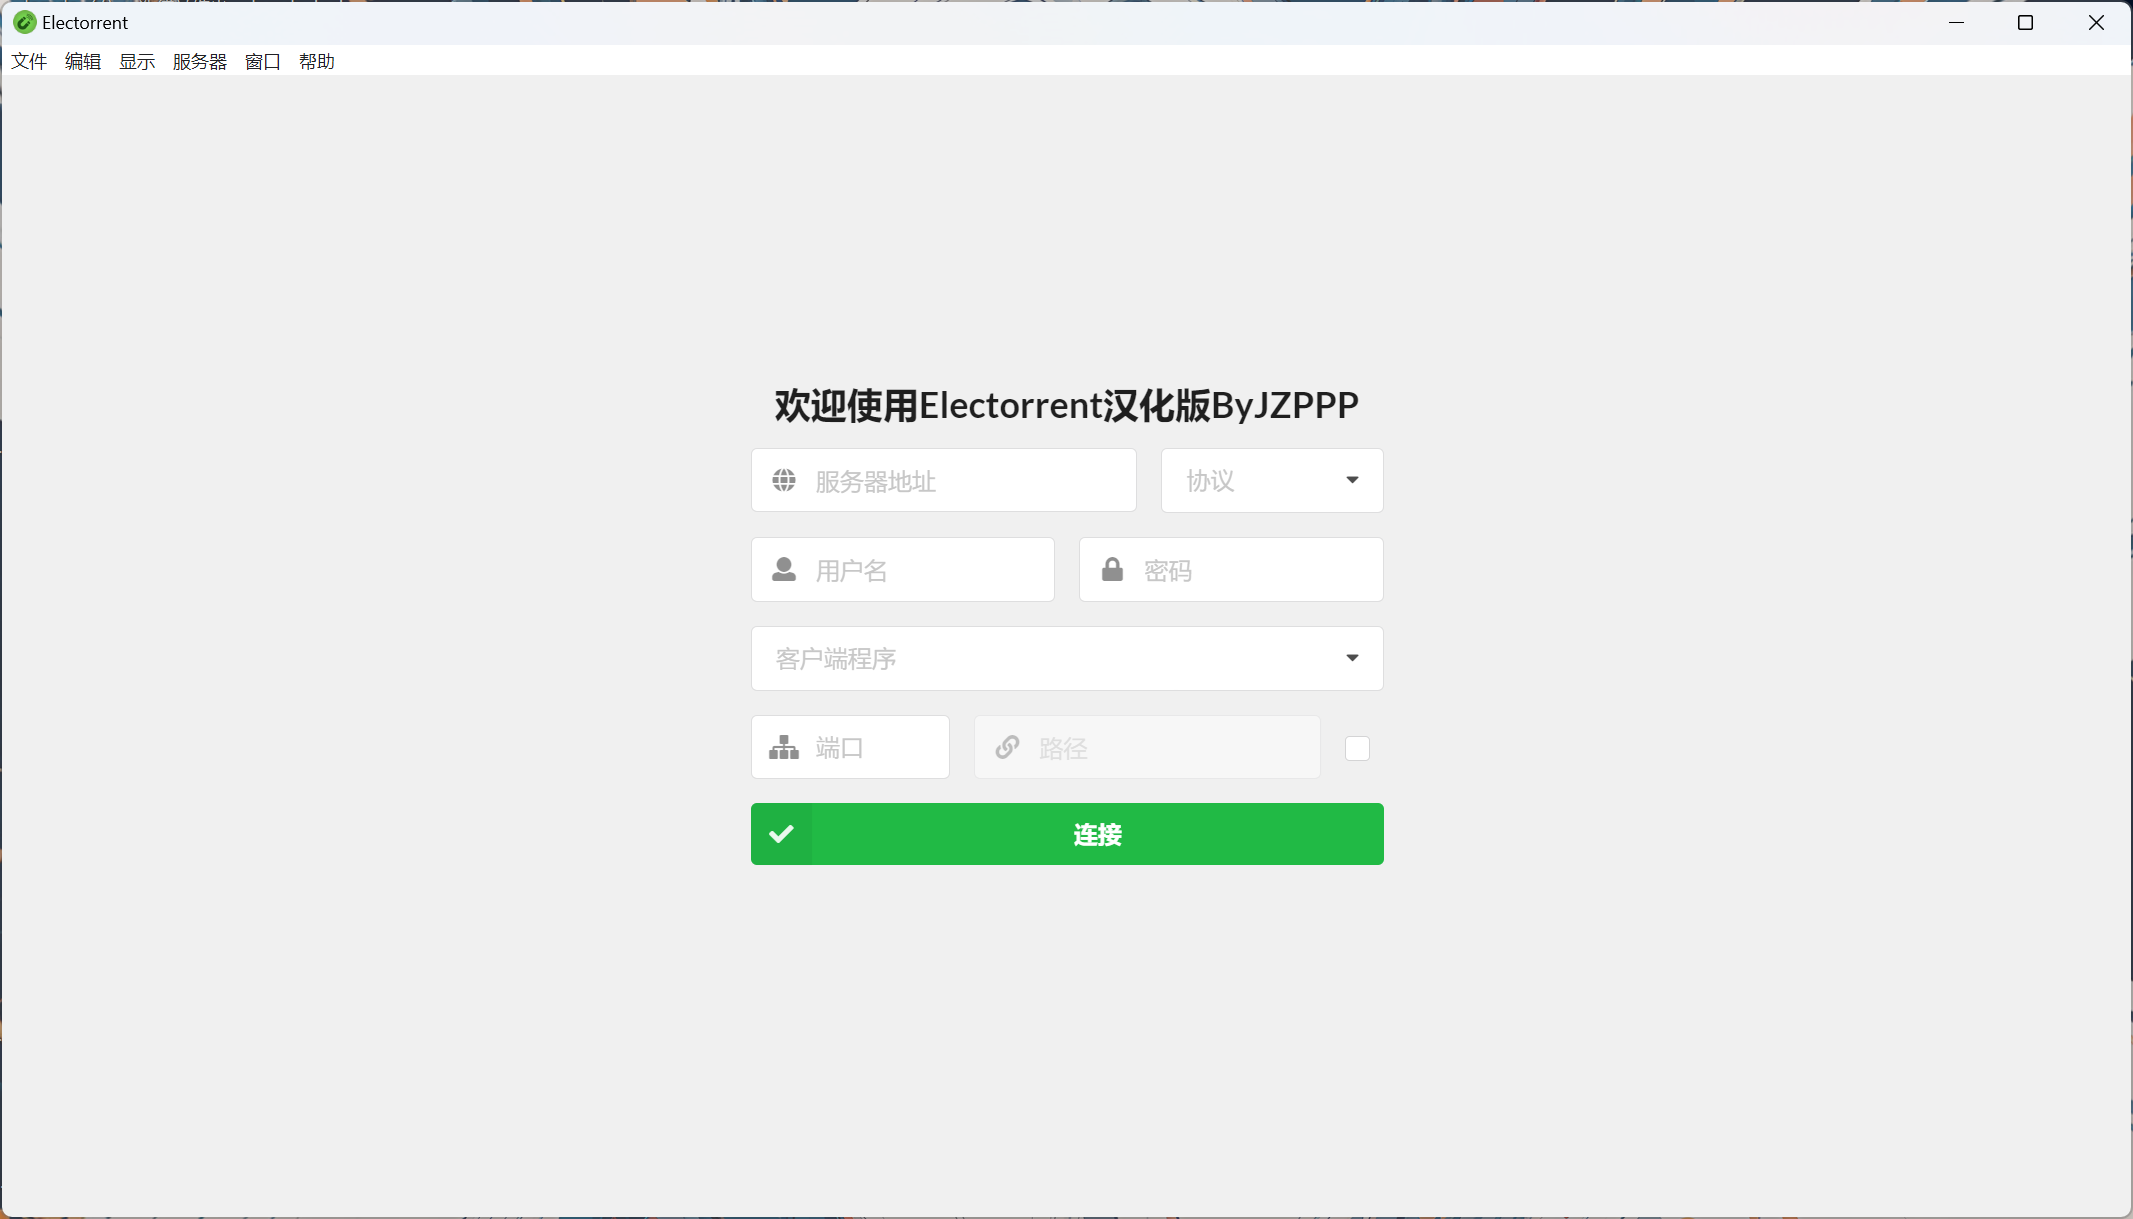 Electorrent
文件 编辑 显示 服务器 窗口 帮助
欢迎使用Electorrent汉化版ByJZPPP
服务器地址 协议
用户名 密码
客户端程序
端口 路径
连接